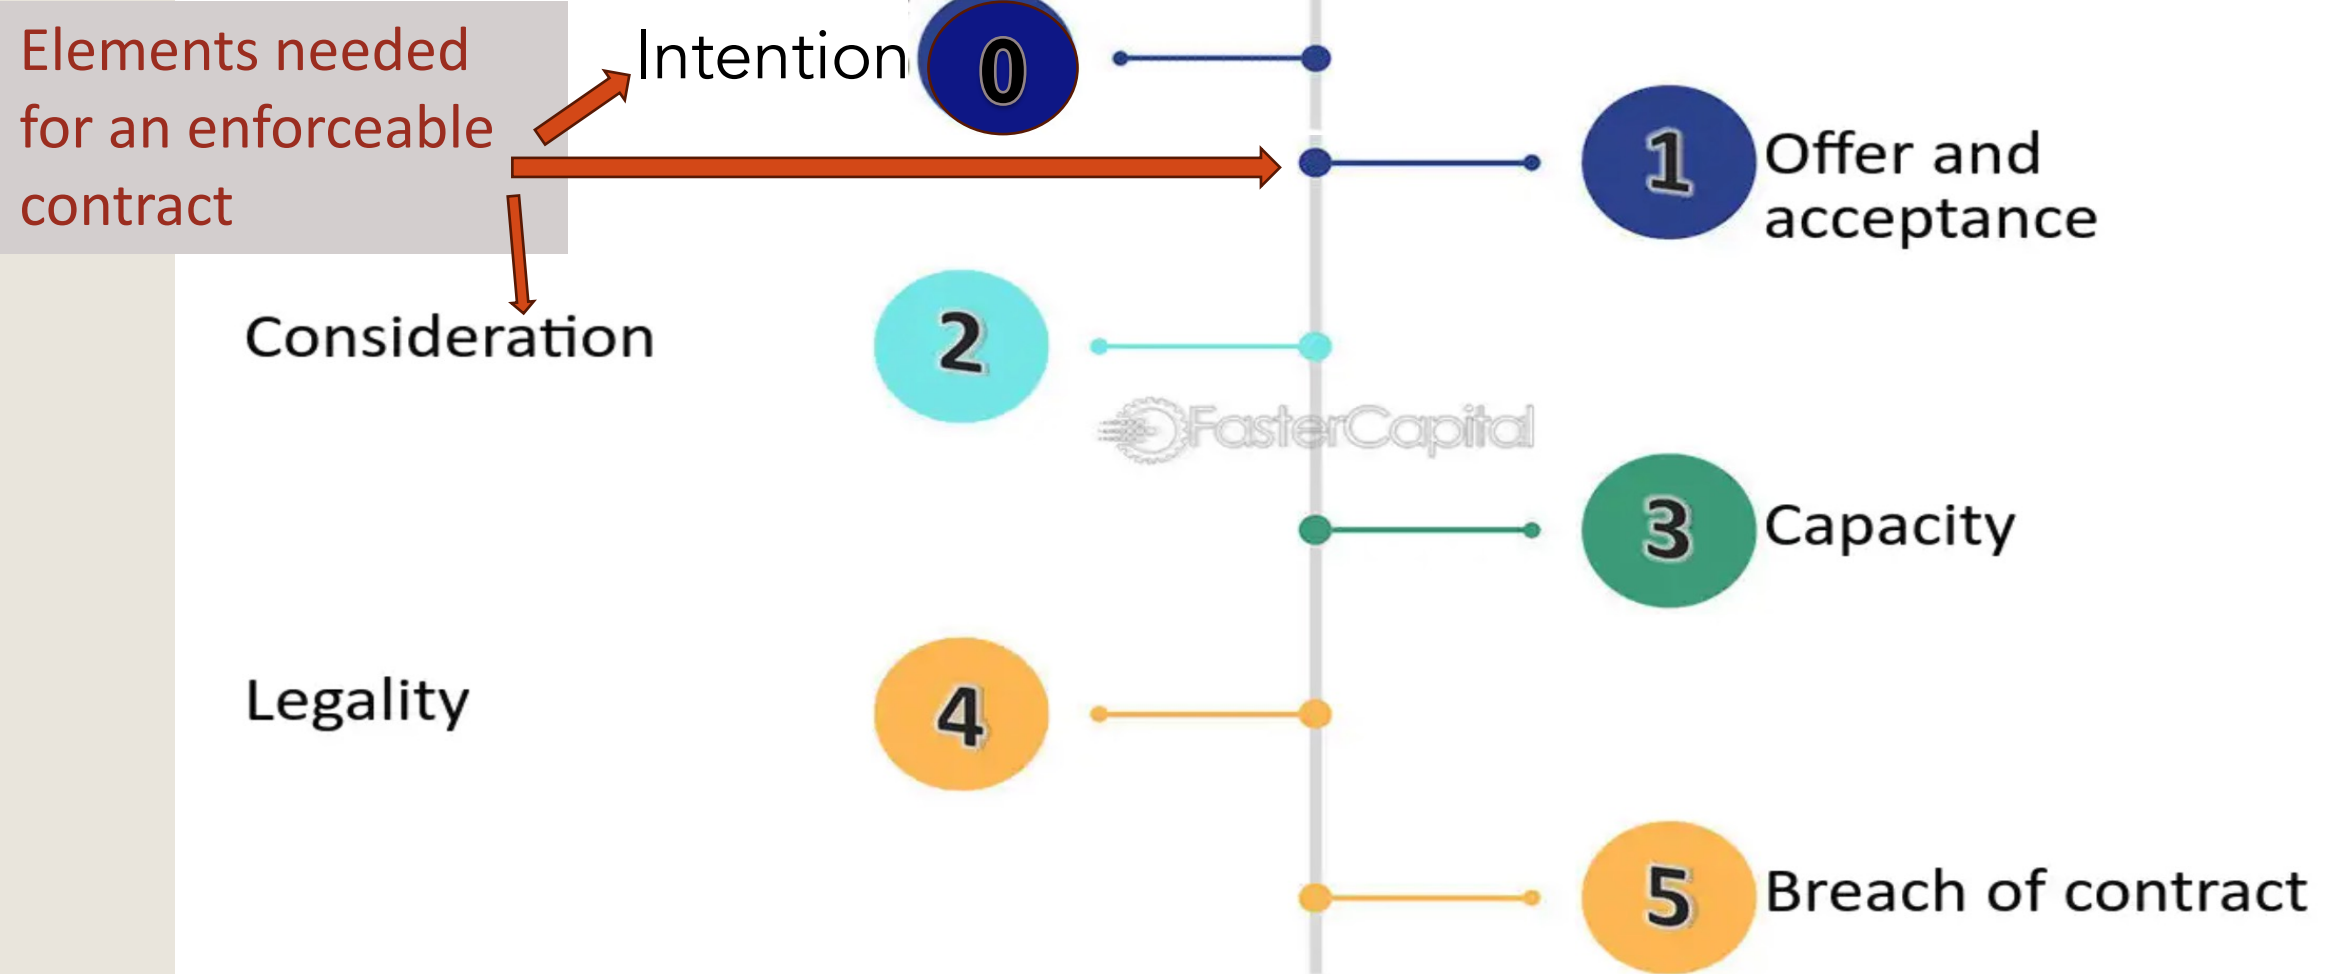 Elements needed
for an enforceable
contract
Intention
0
1
Offer and
acceptance
Consideration
2
FasterCapital
3
Capacity
Legality
4
5
Breach of contract